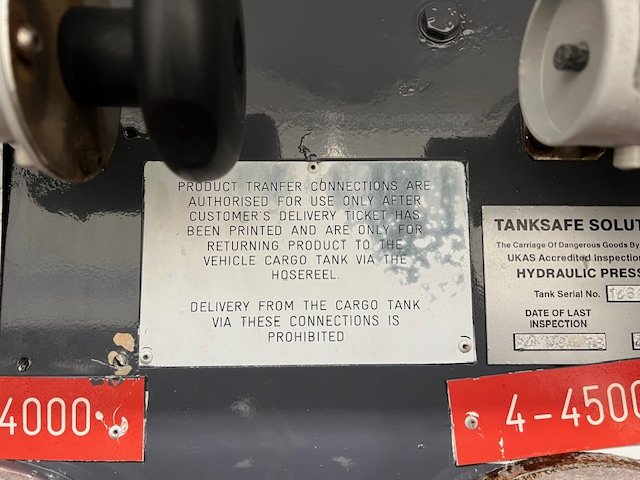 PRODUCT TRANFER CONNECTIONS ARE
AUTHORISED FOR USE ONLY AFTER
CUSTOMER'S DELIVERY TICKET HAS
BEEN PRINTED AND ARE ONLY FOR
RETURNING PRODUCT TO THE
VEHICLE CARGO TANK VIA THE
HOSEREEL.
DELIVERY FROM THE CARGO TANK
VIA THESE CONNECTIONS IS
PROHIBITED
TANKSAFE
The Carriage Of Dangerous Goods By
UKAS Accredited
HYDRAULIC
Tank Serial No.
DATE OF LAST
INSPECTION
4000
4-4500